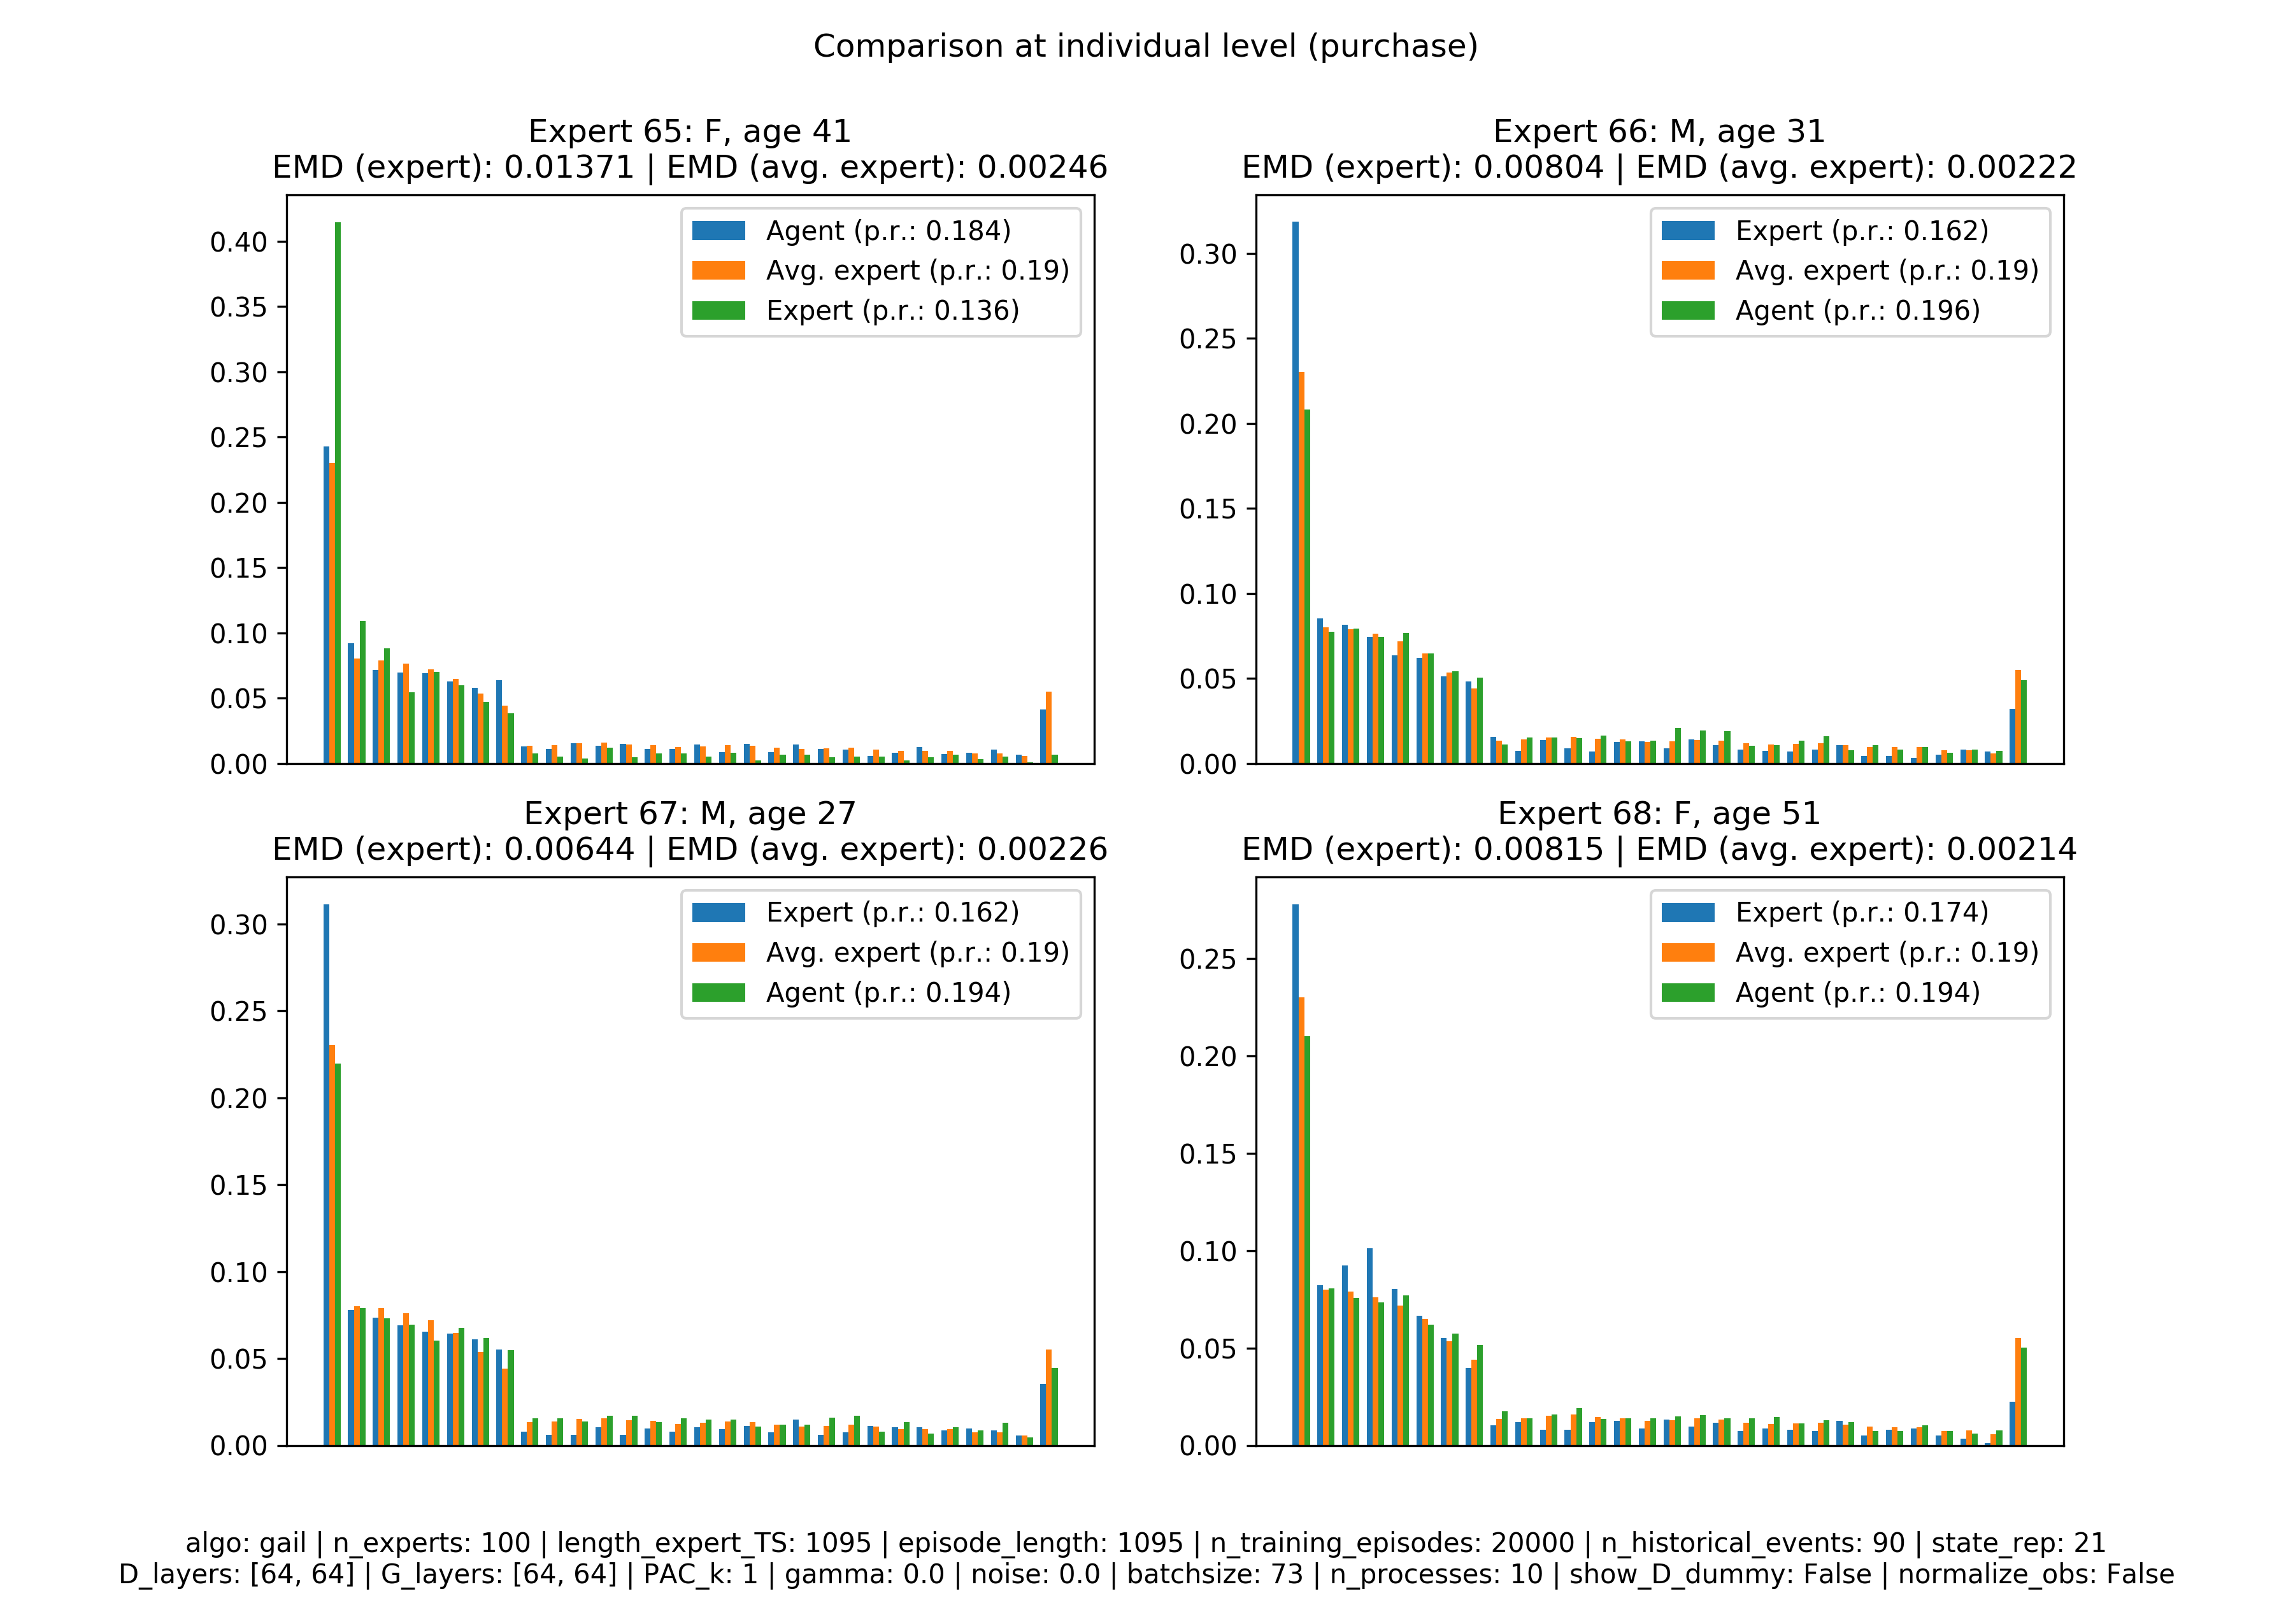 Comparison at individual level (purchase)
Expert 65: F, age 41
EMD (expert): 0.01371 | EMD (avg. expert): 0.00246
0.40
0.35
0.30
0.25
0.20
0.15
0.10
0.05
0.00
Agent (p.r.: 0.184)
Avg. expert (p.r.: 0.19)
Expert (p.r.: 0.136)
Expert 66: M, age 31
EMD (expert): 0.00804 | EMD (avg. expert): 0.00222
0.30
0.25
0.20
0.15
0.10
0.05
0.00
Expert (p.r.: 0.162)
Avg. expert (p.r.: 0.19)
Agent (p.r.: 0.196)
Expert 67: M, age 27
EMD (expert): 0.00644 | EMD (avg. expert): 0.00226
0.30
0.25
0.20
0.15
0.10
0.05
0.00
Expert (p.r.: 0.162)
Avg. expert (p.r.: 0.19)
Agent (p.r.: 0.194)
Expert 68: F, age 51
EMD (expert): 0.00815 | EMD (avg. expert): 0.00214
0.25
0.20
0.15
0.10
0.05
0.00
Expert (p.r.: 0.174)
Avg. expert (p.r.: 0.19)
Agent (p.r.: 0.194)
algo: gail | n_experts: 100 | length_expert_TS: 1095 | episode_length: 1095 | n_training_episodes: 20000 | n_historical_events: 90 | state_rep: 21
D_layers: [64, 64] | G_layers: [64, 64] | PAC_k: 1 | gamma: 0.0 | noise: 0.0 | batchsize: 73 | n_processes: 10 | show_D_dummy: False | normalize_obs: False